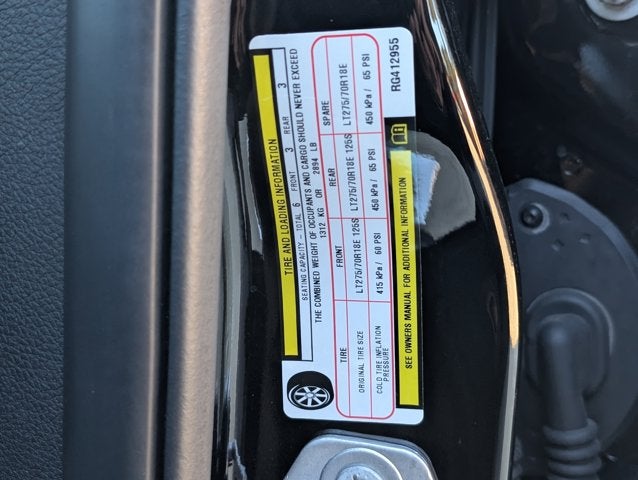 TIRE AND LOADING INFORMATION
SEATING CAPACITY - TOTAL 6 FRONT 3 REAR 3
THE COMBINED WEIGHT OF OCCUPANTS AND CARGO SHOULD NEVER EXCEED
1312 KG OR 2894 LB
TIRE FRONT REAR SPARE
ORIGINAL TIRE SIZE LT275/70R18E 125S LT275/70R18E 125S LT275/70R18E
COLD TIRE INFLATION PRESSURE 415 kPa / 60 PSI 450 kPa / 65 PSI 450 kPa / 65 PSI
SEE OWNERS MANUAL FOR ADDITIONAL INFORMATION
RG412955